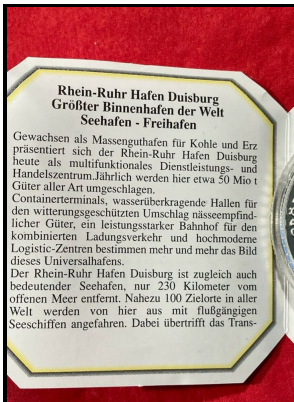 Rhein-Ruhr Hafen Duisburg
Größter Binnenhafen der Welt
Seehafen - Freihafen
Gewachsen als Massenguthafen für Kohle und Erz
präsentiert sich der Rhein-Ruhr Hafen Duisburg
heute als multifunktionales Dienstleistungs- und
Handelszentrum.Jährlich werden hier etwa 50 Mio t
Güter aller Art umgeschlagen.
Containerterminals, wasserüberkragende Hallen für
den witterungsgeschützten Umschlag nässeempfind-
licher Güter, ein leistungsstarker Bahnhof für den
kombinierten Ladungsverkehr und hochmoderne
Logistic-Zentren bestimmen mehr und mehr das Bild
dieses Universalhafens.
Der Rhein-Ruhr Hafen Duisburg ist zugleich auch
bedeutender Seehafen, nur 230 Kilometer vom
offenen Meer entfernt. Nahezu 100 Zielorte in aller
Welt werden von hier aus mit flußgängigen
Seeschiffen angefahren. Dabei übertrifft das Trans-